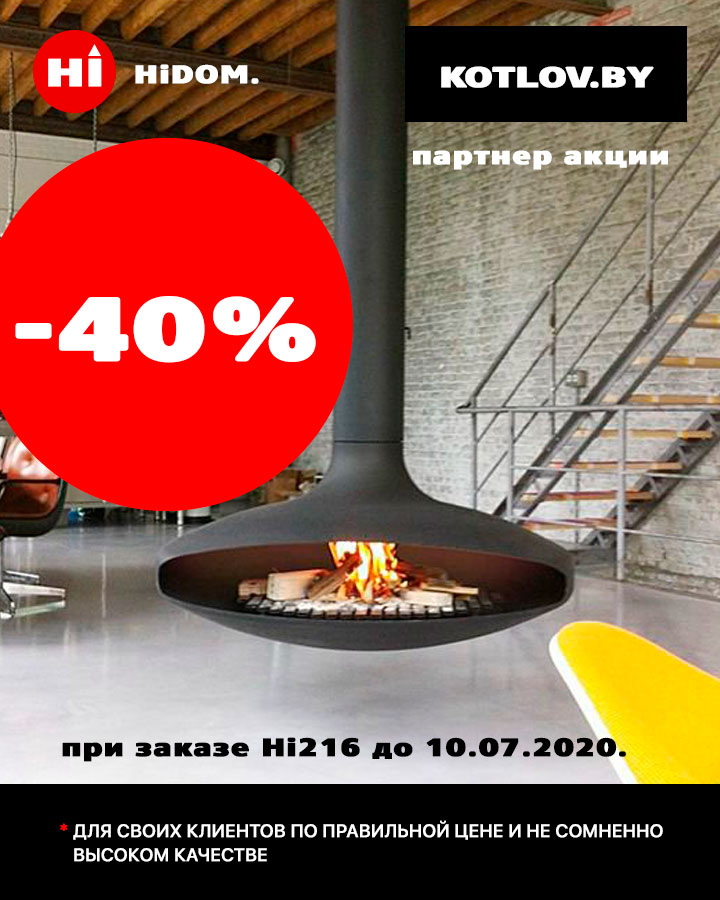 Hi HiDOM.
KOTLOV.BY
партнер акции
-40%
при заказе Hi216 до 10.07.2020.
* ДЛЯ СВОИХ КЛИЕНТОВ ПО ПРАВИЛЬНОЙ ЦЕНЕ И НЕ СОМНЕННО
ВЫСОКОМ КАЧЕСТВЕ